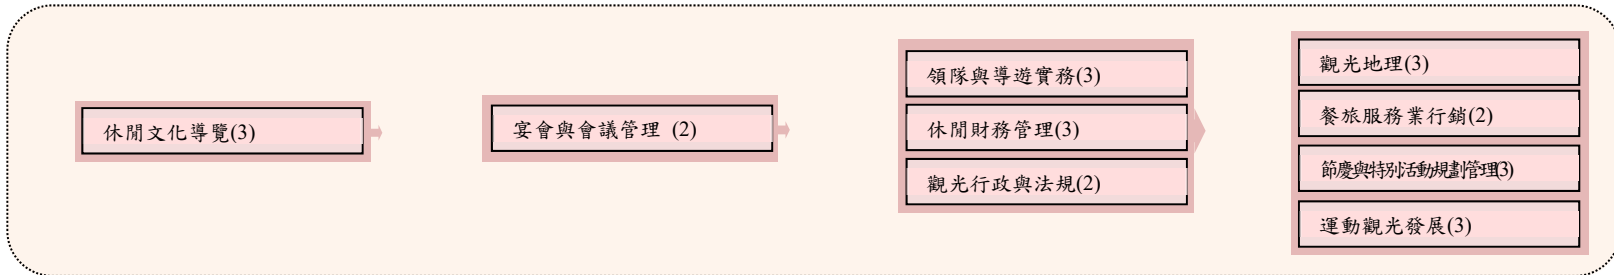 休閒文化導覽(3)
宴會與會議管理 (2)
領隊與導遊實務(3)
休閒財務管理(3)
觀光行政與法規(2)
觀光地理(3)
餐旅服務業行銷(2)
節慶與特別活動規劃管理(3)
運動觀光發展(3)